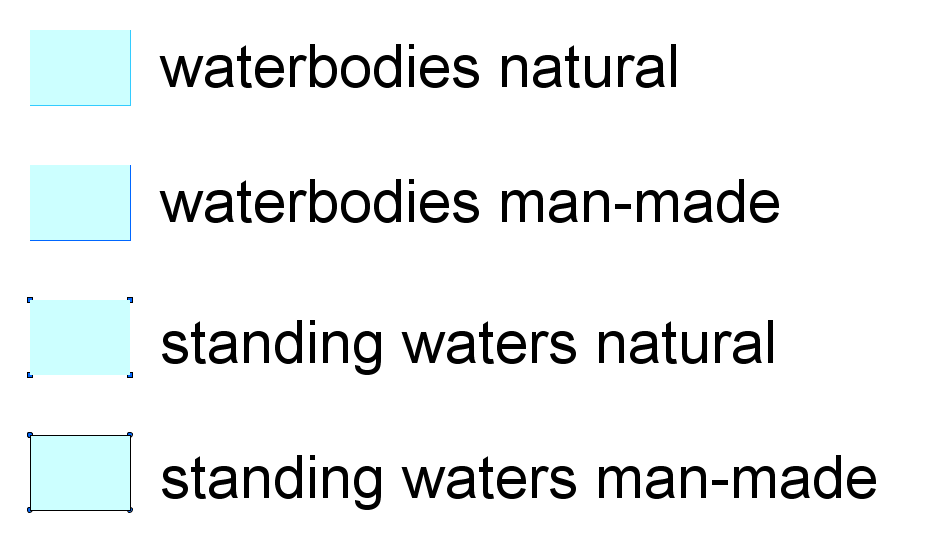 waterbodies natural
waterbodies man-made
standing waters natural
standing waters man-made